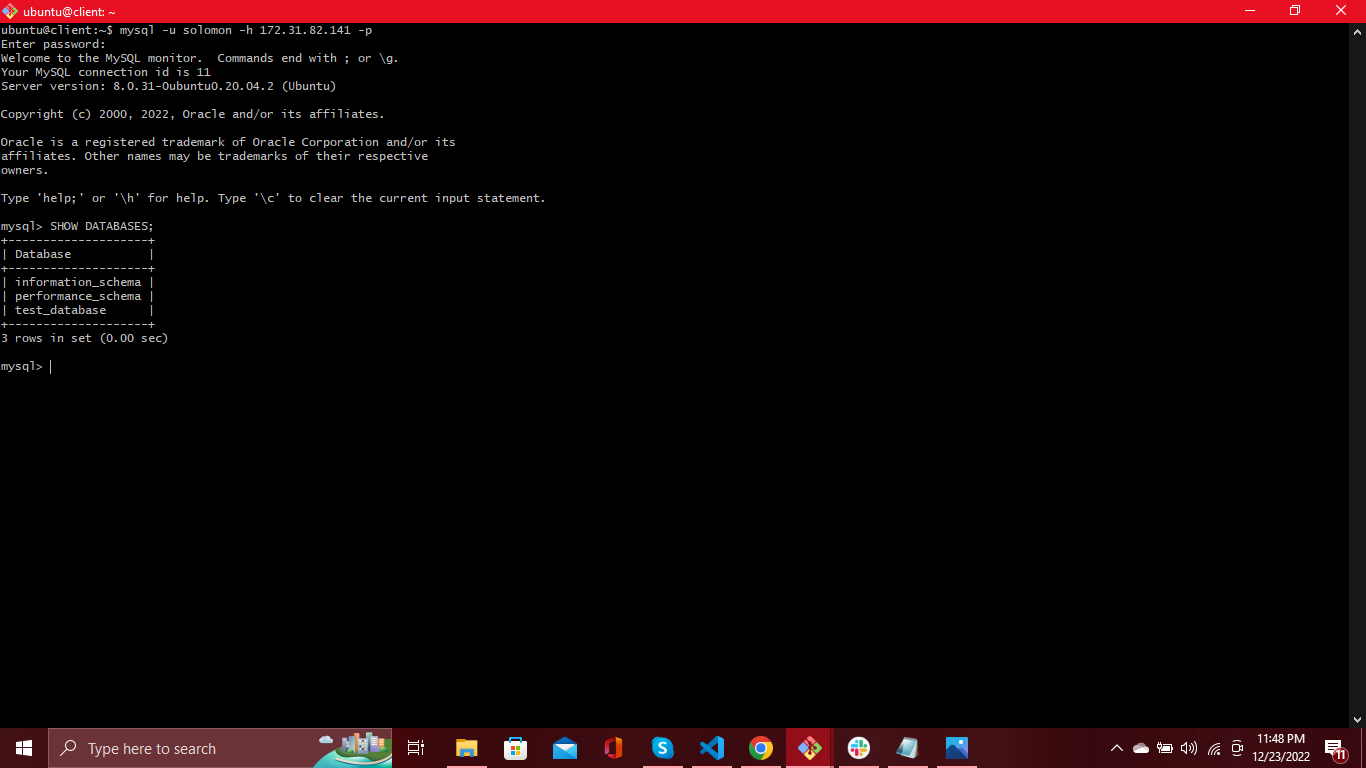 ubuntu@client: ~
ubuntu@client:~$ mysql -u solomon -h 172.31.82.141 -p
Enter password:
Welcome to the MySQL monitor.  Commands end with ; or \g.
Your MySQL connection id is 11
Server version: 8.0.31-0ubuntu0.20.04.2 (Ubuntu)
Copyright (c) 2000, 2022, Oracle and/or its affiliates.
Oracle is a registered trademark of Oracle Corporation and/or its
affiliates. Other names may be trademarks of their respective
owners.
Type 'help;' or '\h' for help. Type '\c' to clear the current input statement.
mysql> SHOW DATABASES;
+--------------------+
| Database           |
+--------------------+
| information_schema |
| performance_schema |
| test_database      |
+--------------------+
3 rows in set (0.00 sec)
mysql>
Type here to search
11:48 PM
12/23/2022
11